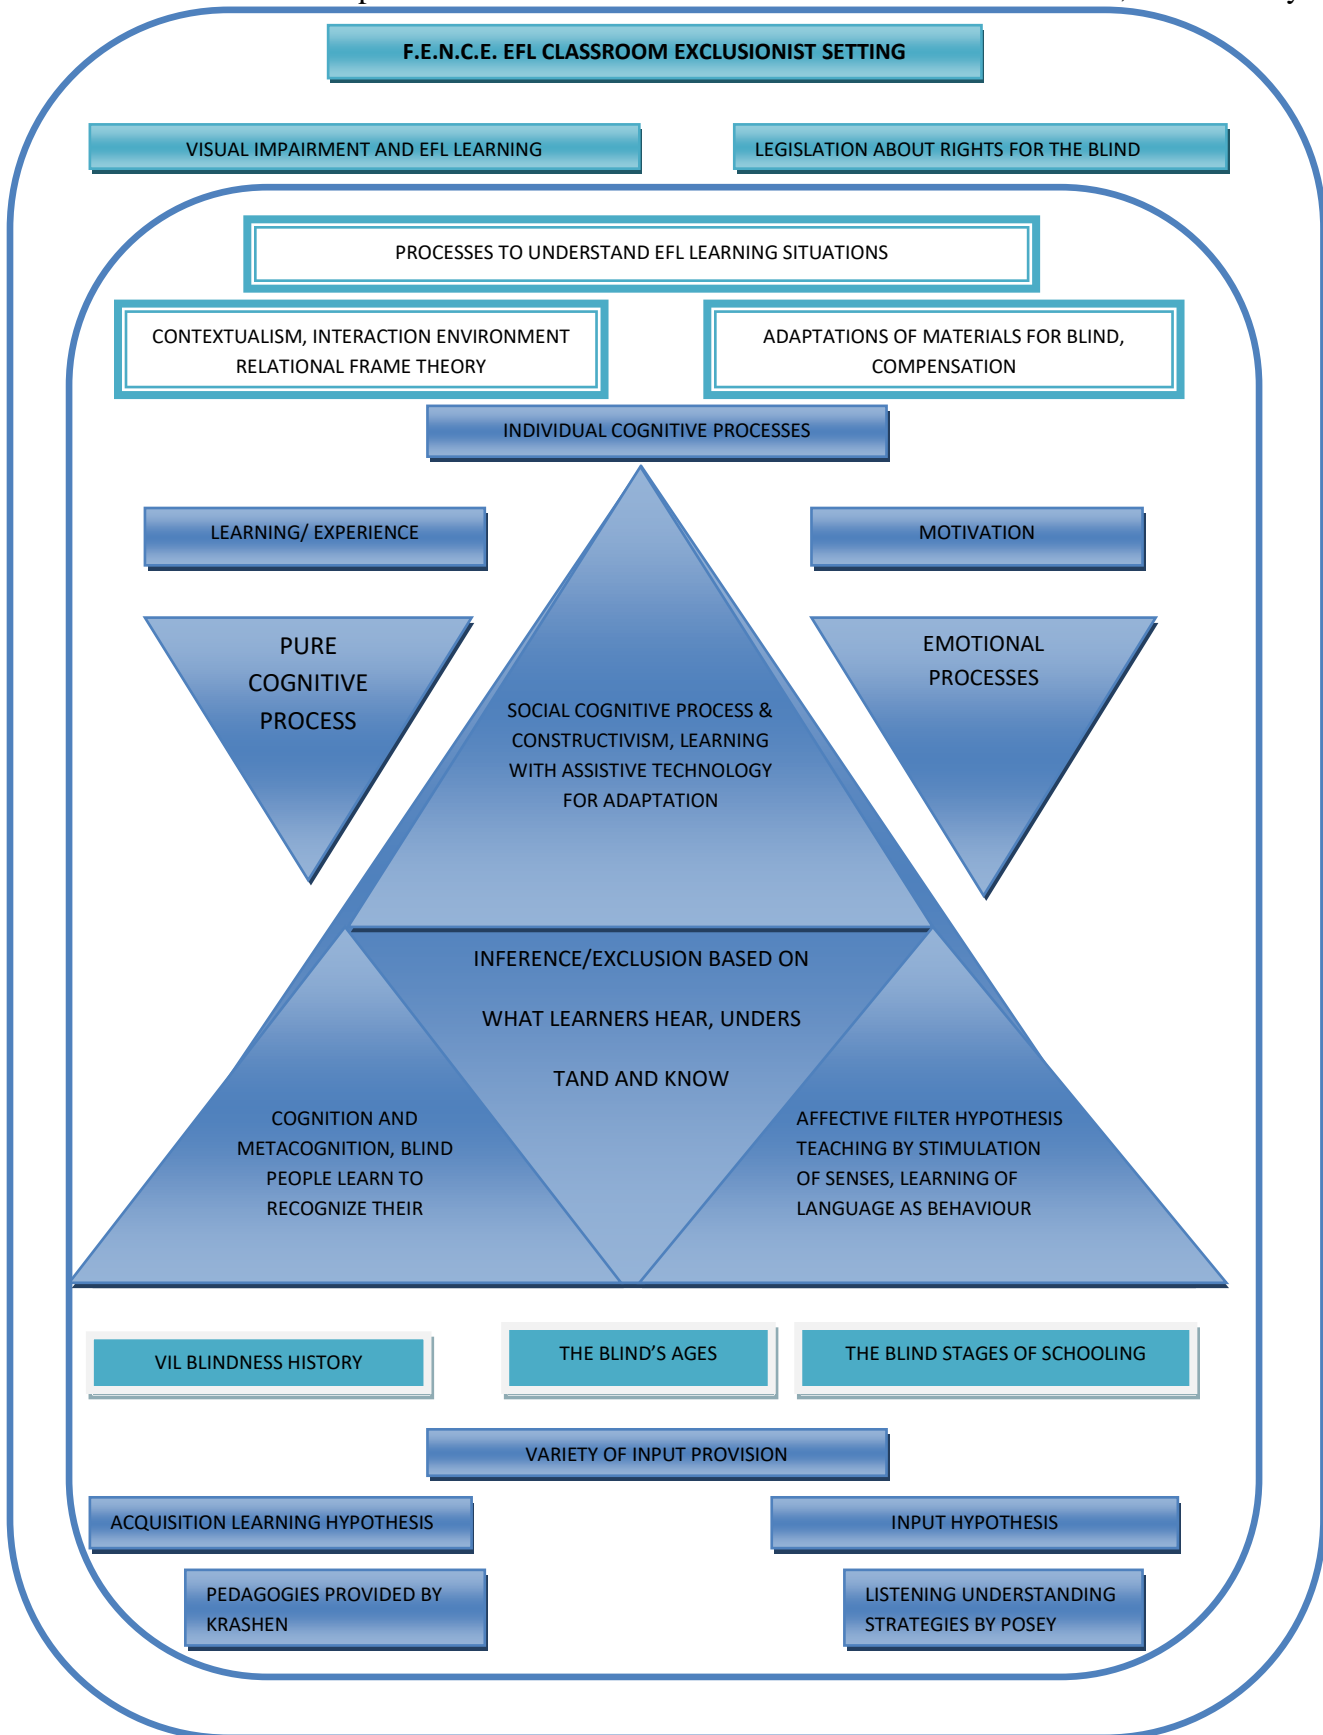 F.E.N.C.E. EFL CLASSROOM EXCLUSIONIST SETTING
VISUAL IMPAIRMENT AND EFL LEARNING
LEGISLATION ABOUT RIGHTS FOR THE BLIND
PROCESSES TO UNDERSTAND EFL LEARNING SITUATIONS
CONTEXTUALISM, INTERACTION ENVIRONMENT
RELATIONAL FRAME THEORY
ADAPTATIONS OF MATERIALS FOR BLIND,
COMPENSATION
INDIVIDUAL COGNITIVE PROCESSES
LEARNING/ EXPERIENCE
MOTIVATION
PURE
COGNITIVE
PROCESS
EMOTIONAL
PROCESSES
SOCIAL COGNITIVE PROCESS &
CONSTRUCTIVISM, LEARNING
WITH ASSISTIVE TECHNOLOGY
FOR ADAPTATION
INFERENCE/EXCLUSION BASED ON
WHAT LEARNERS HEAR, UNDERS
TAND AND KNOW
COGNITION AND
METACOGNITION, BLIND
PEOPLE LEARN TO
RECOGNIZE THEIR
AFFECTIVE FILTER HYPOTHESIS
TEACHING BY STIMULATION
OF SENSES, LEARNING OF
LANGUAGE AS BEHAVIOUR
VIL BLINDNESS HISTORY
THE BLIND'S AGES
THE BLIND STAGES OF SCHOOLING
VARIETY OF INPUT PROVISION
ACQUISITION LEARNING HYPOTHESIS
INPUT HYPOTHESIS
PEDAGOGIES PROVIDED BY
KRASHEN
LISTENING UNDERSTANDING
STRATEGIES BY POSEY